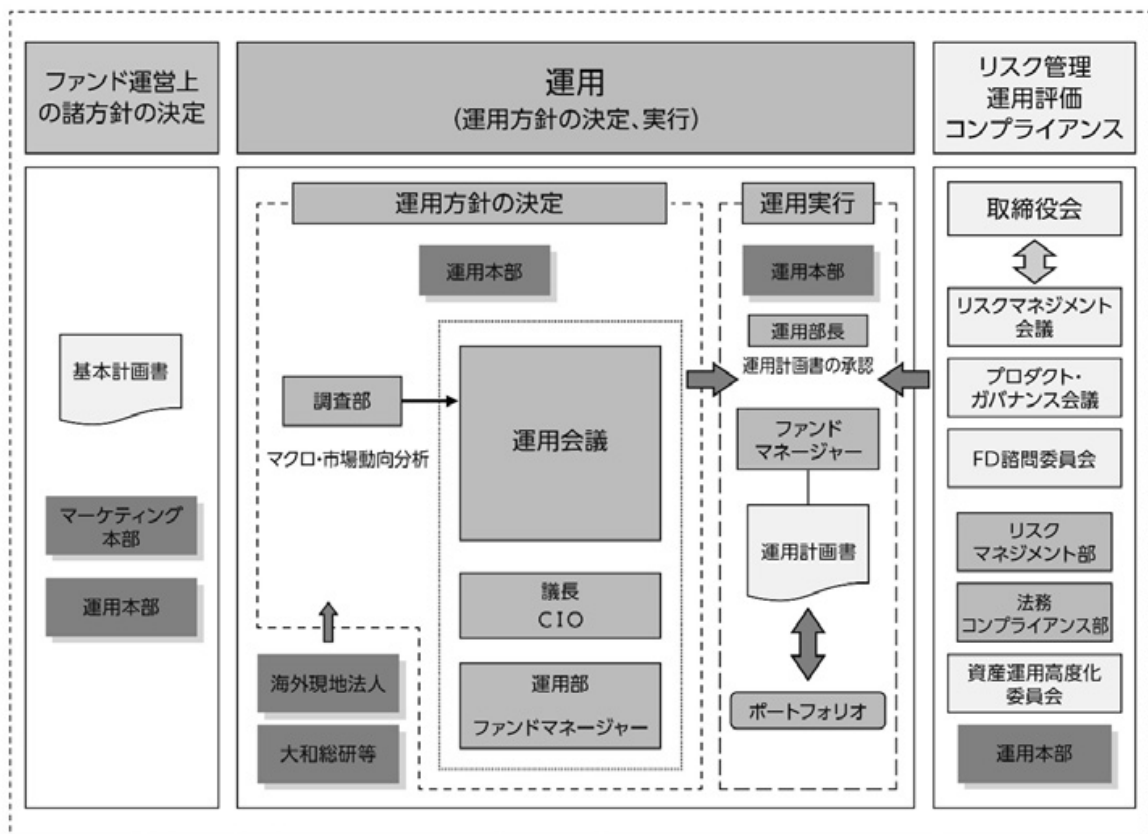 ファンド運営上
の諸方針の決定
運用
(運用方針の決定、実行)
リスク管理
運用評価
コンプライアンス
基本計画書
マーケティング
本部
運用本部
運用方針の決定
運用本部
調査部
マクロ・市場動向分析
運用会議
議長
CIO
運用部
ファンドマネージャー
海外現地法人
大和総研等
運用実行
運用本部
運用部長
運用計画書の承認
ファンド
マネージャー
運用計画書
ポートフォリオ
取締役会
リスクマネジメント
会議
プロダクト・
ガバナンス会議
FD諮問委員会
リスク
マネジメント部
法務
コンプライアンス部
資産運用高度化
委員会
運用本部